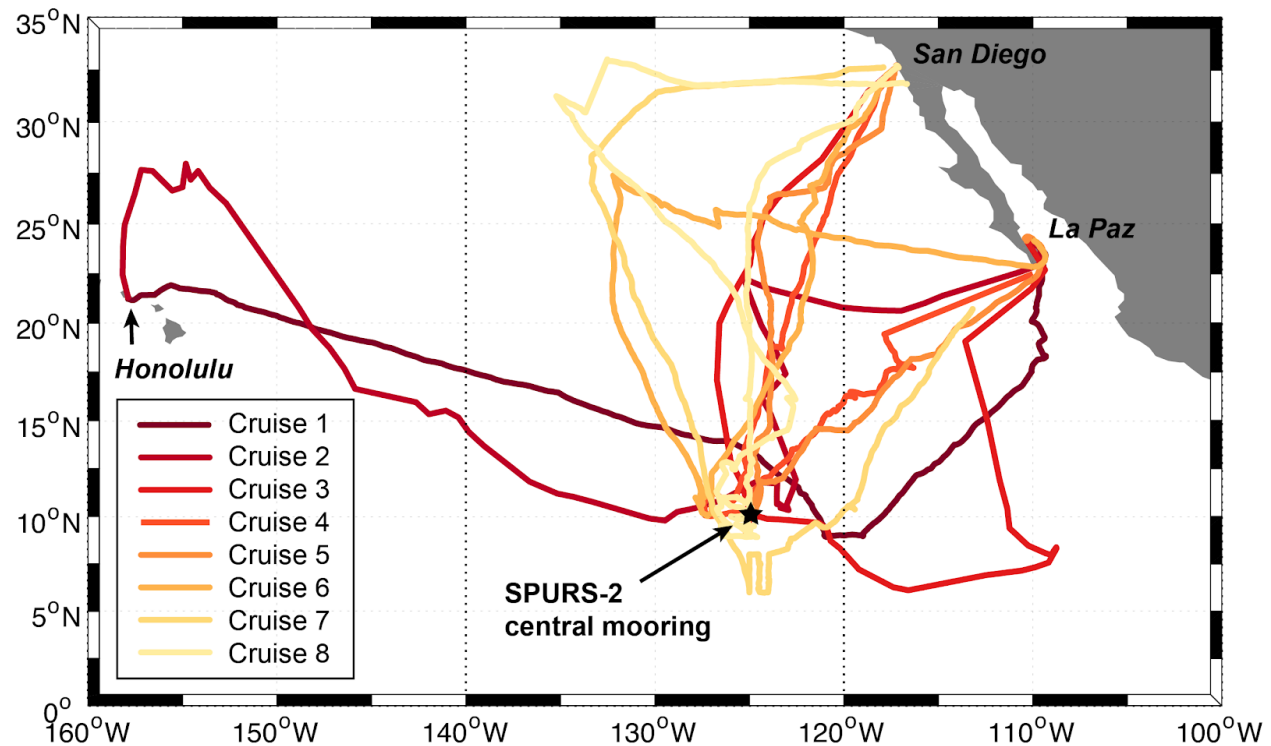 35°N
30°N
25°N
20°N
15°N
10°N
5°N
0°
160°W
150°W
140°W
130°W
120°W
110°W
100°W
San Diego
La Paz
Honolulu
SPURS-2
central mooring
Cruise 1
Cruise 2
Cruise 3
Cruise 4
Cruise 5
Cruise 6
Cruise 7
Cruise 8